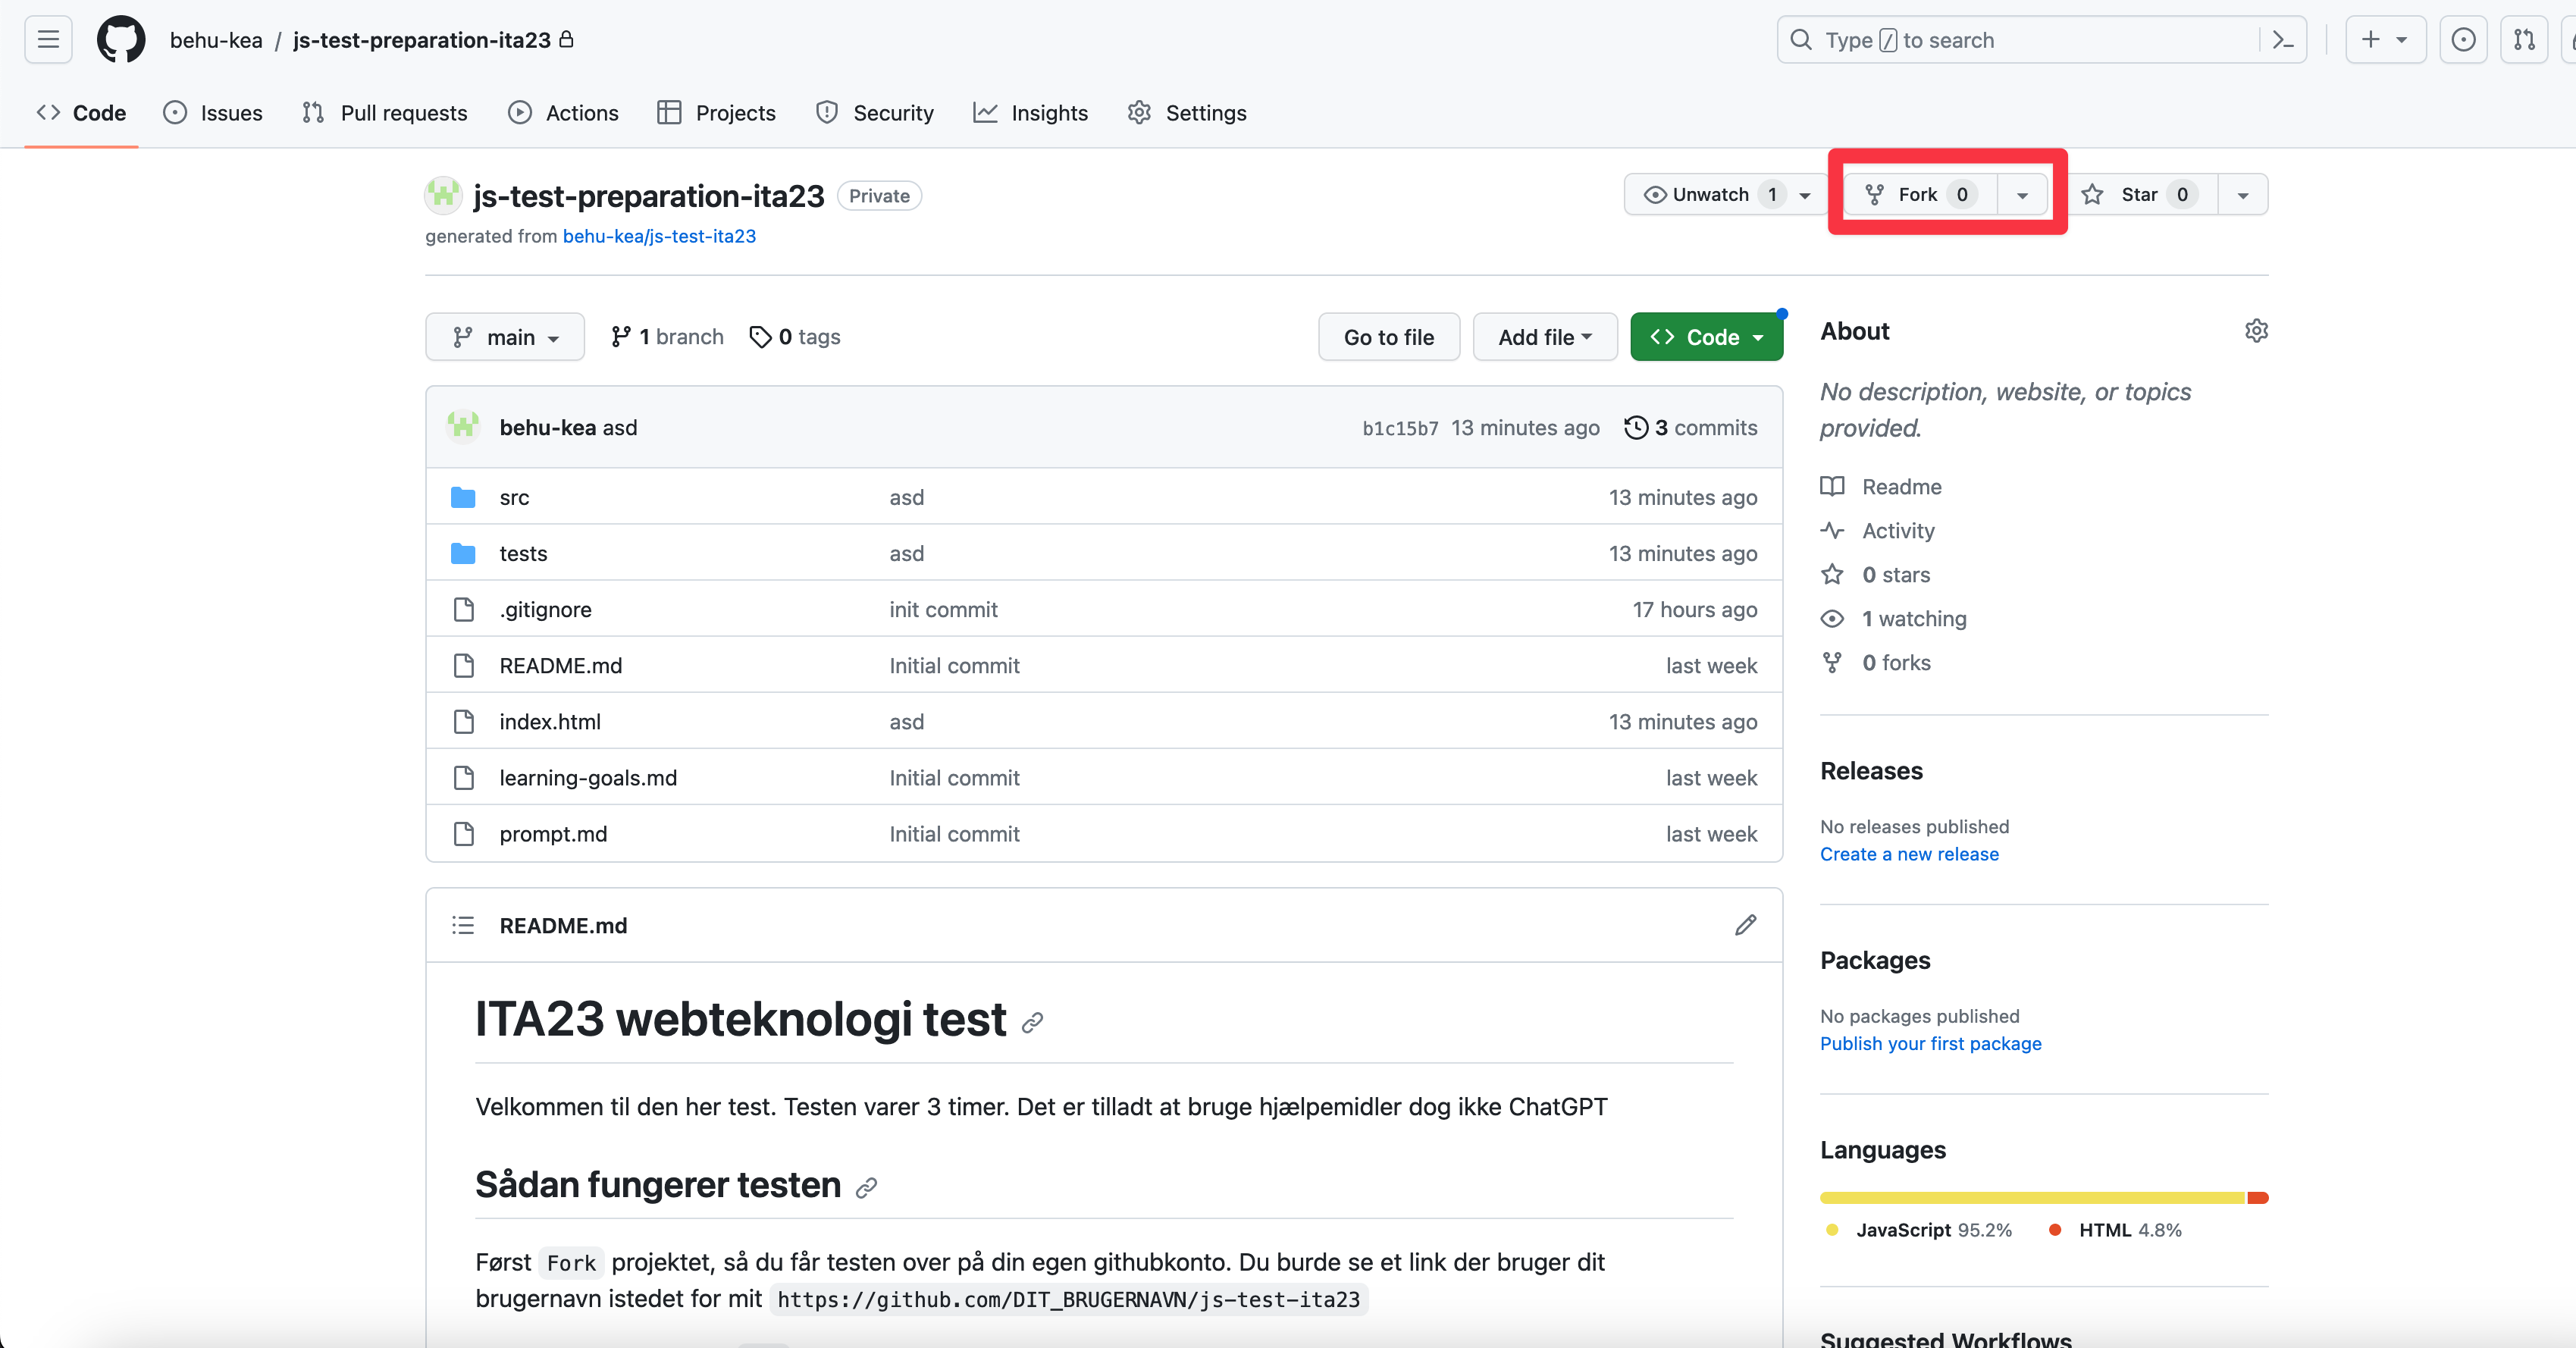 behu-kea / js-test-preparation-ita23
Type / to search
Code Issues Pull requests Actions Projects Security Insights Settings
js-test-preparation-ita23 Private
Unwatch 1 Fork 0 Star 0
generated from behu-kea/js-test-ita23
main 1 branch 0 tags Go to file Add file Code
behu-kea asd b1c15b7 13 minutes ago 3 commits
src asd 13 minutes ago
tests asd 13 minutes ago
.gitignore init commit 17 hours ago
README.md Initial commit last week
index.html asd 13 minutes ago
learning-goals.md Initial commit last week
prompt.md Initial commit last week
README.md
ITA23 webteknologi test
Velkommen til den her test. Testen varer 3 timer. Det er tilladt at bruge hjælpemidler dog ikke ChatGPT
Sådan fungerer testen
Først Fork projektet, så du får testen over på din egen githubkonto. Du burde se et link der bruger dit
brugernavn istedet for mit https://github.com/DIT_BRUGERNAVN/js-test-ita23
About
No description, website, or topics
provided.
Readme
Activity
0 stars
1 watching
0 forks
Releases
No releases published
Create a new release
Packages
No packages published
Publish your first package
Languages
JavaScript 95.2% HTML 4.8%
Suggested Workflows